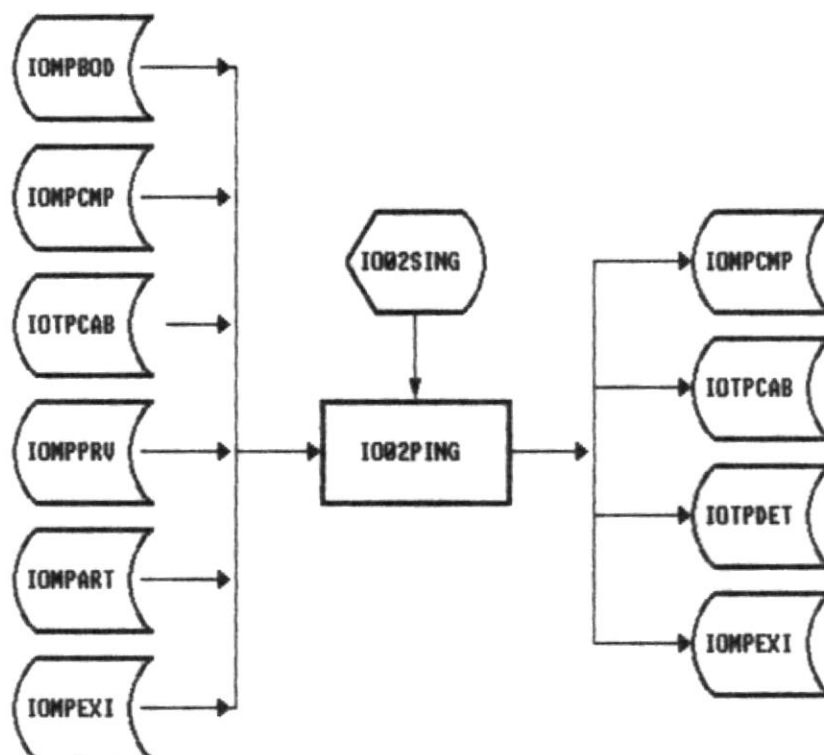 IOMPBOD
IOMPCMP
IOTPCAB
IOMPPRV
IOMPART
IOMPEXI
IO02SING
IO02PING
IOMPCMP
IOTPCAB
IOTPDET
IOMPEXI